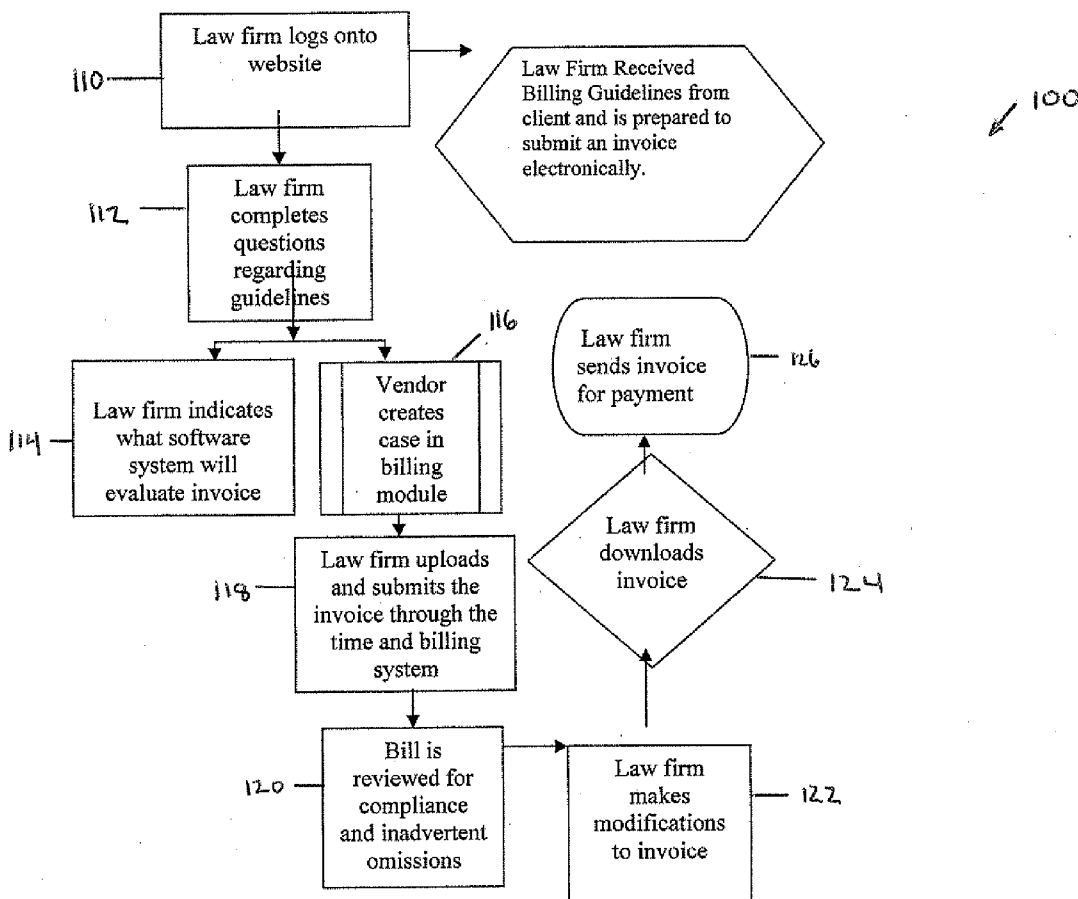 Law firm logs onto
website
110
Law Firm Received
Billing Guidelines from
client and is prepared to
submit an invoice
electronically.
100
Law firm
completes
questions
regarding
guidelines
112
116
Law firm indicates
what software
system will
evaluate invoice
114
Vendor
creates
case in
billing
module
Law firm
sends invoice
for payment
126
Law firm uploads
and submits the
invoice through the
time and billing
system
118
Law firm
downloads
invoice
124
Bill is
reviewed for
compliance
and inadvertent
omissions
120
Law firm
makes
modifications
to invoice
122